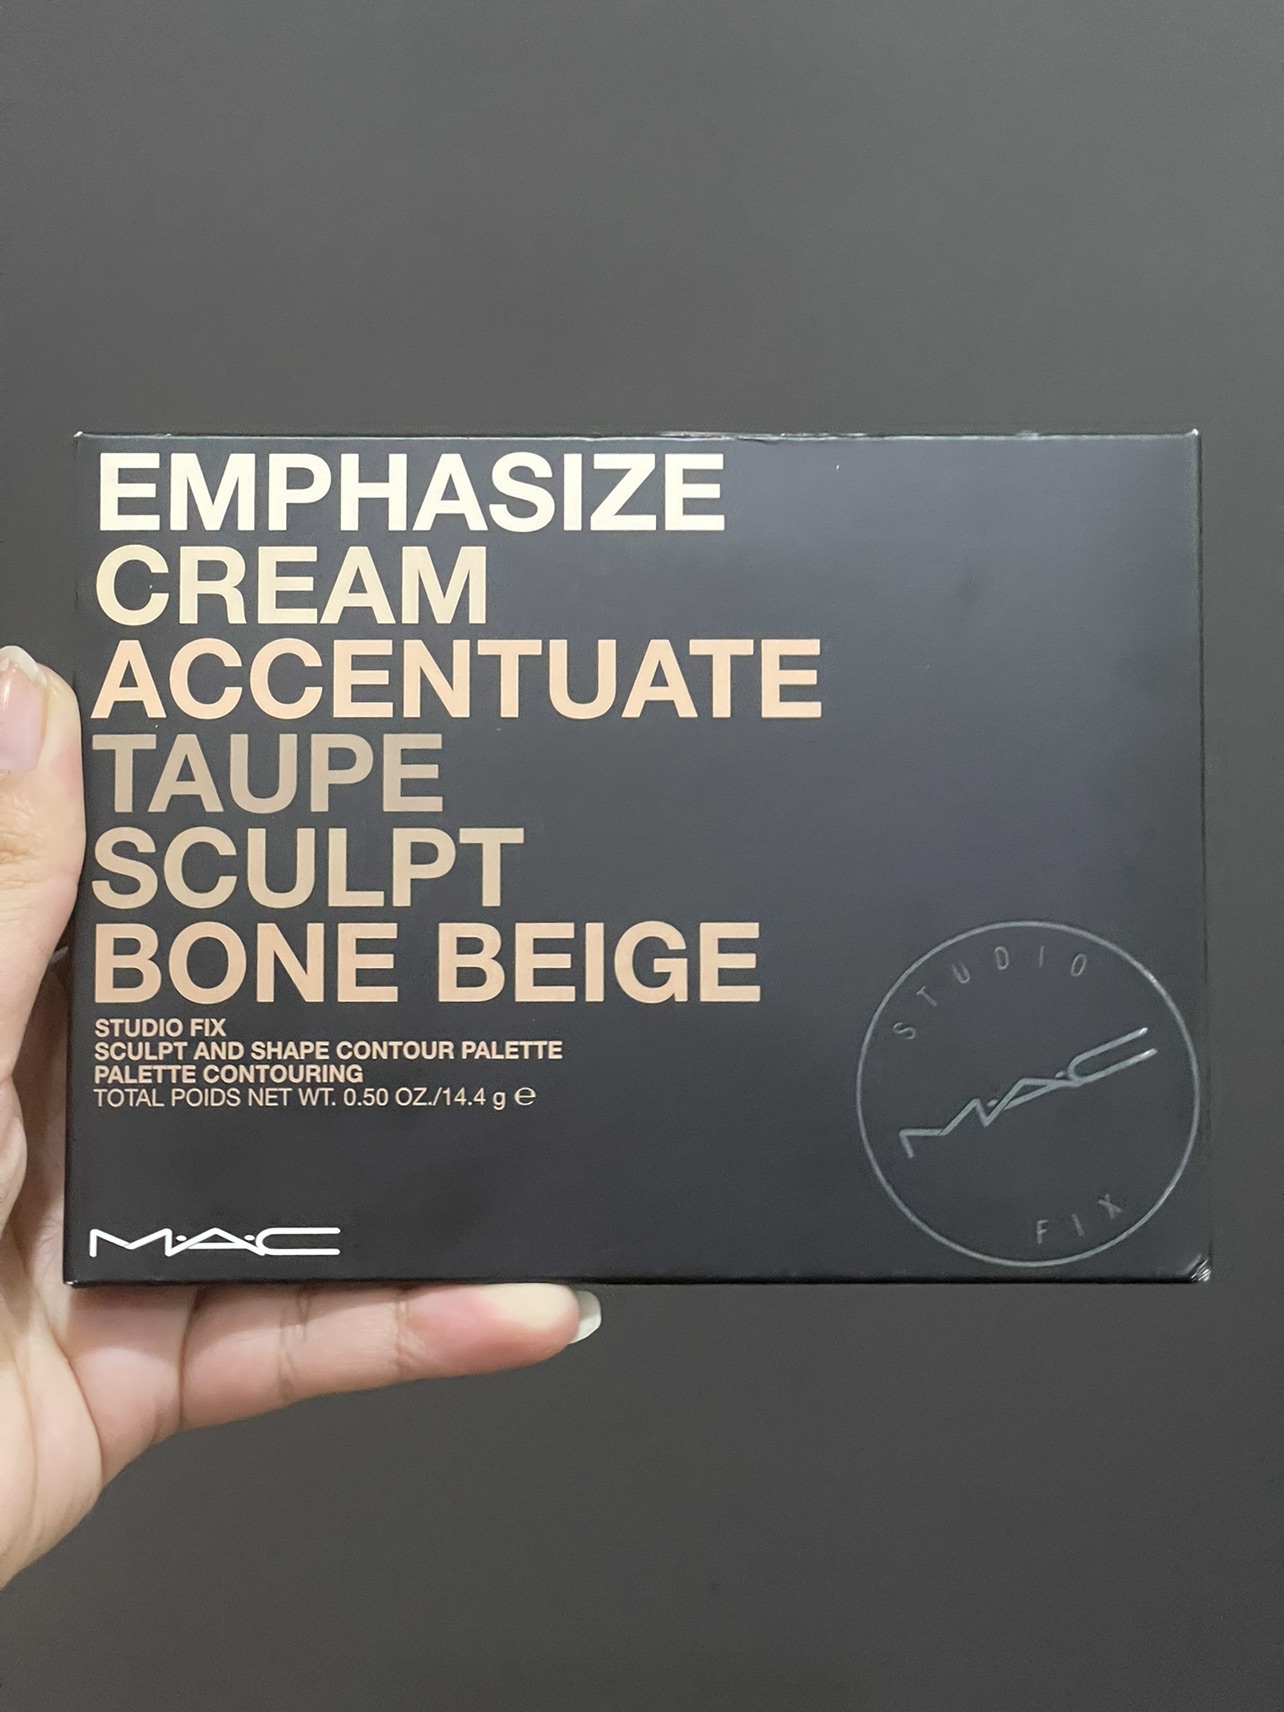 EMPHASIZE
CREAM
ACCENTUATE
TAUPE
SCULPT
BONE BEIGE
STUDIO FIX
SCULPT AND SHAPE CONTOUR PALETTE
PALETTE CONTOURING
TOTAL POIDS NET WT. 0.50 OZ./14.4 g ℮
M·A·C
STUDIO
M·A·C
FIX